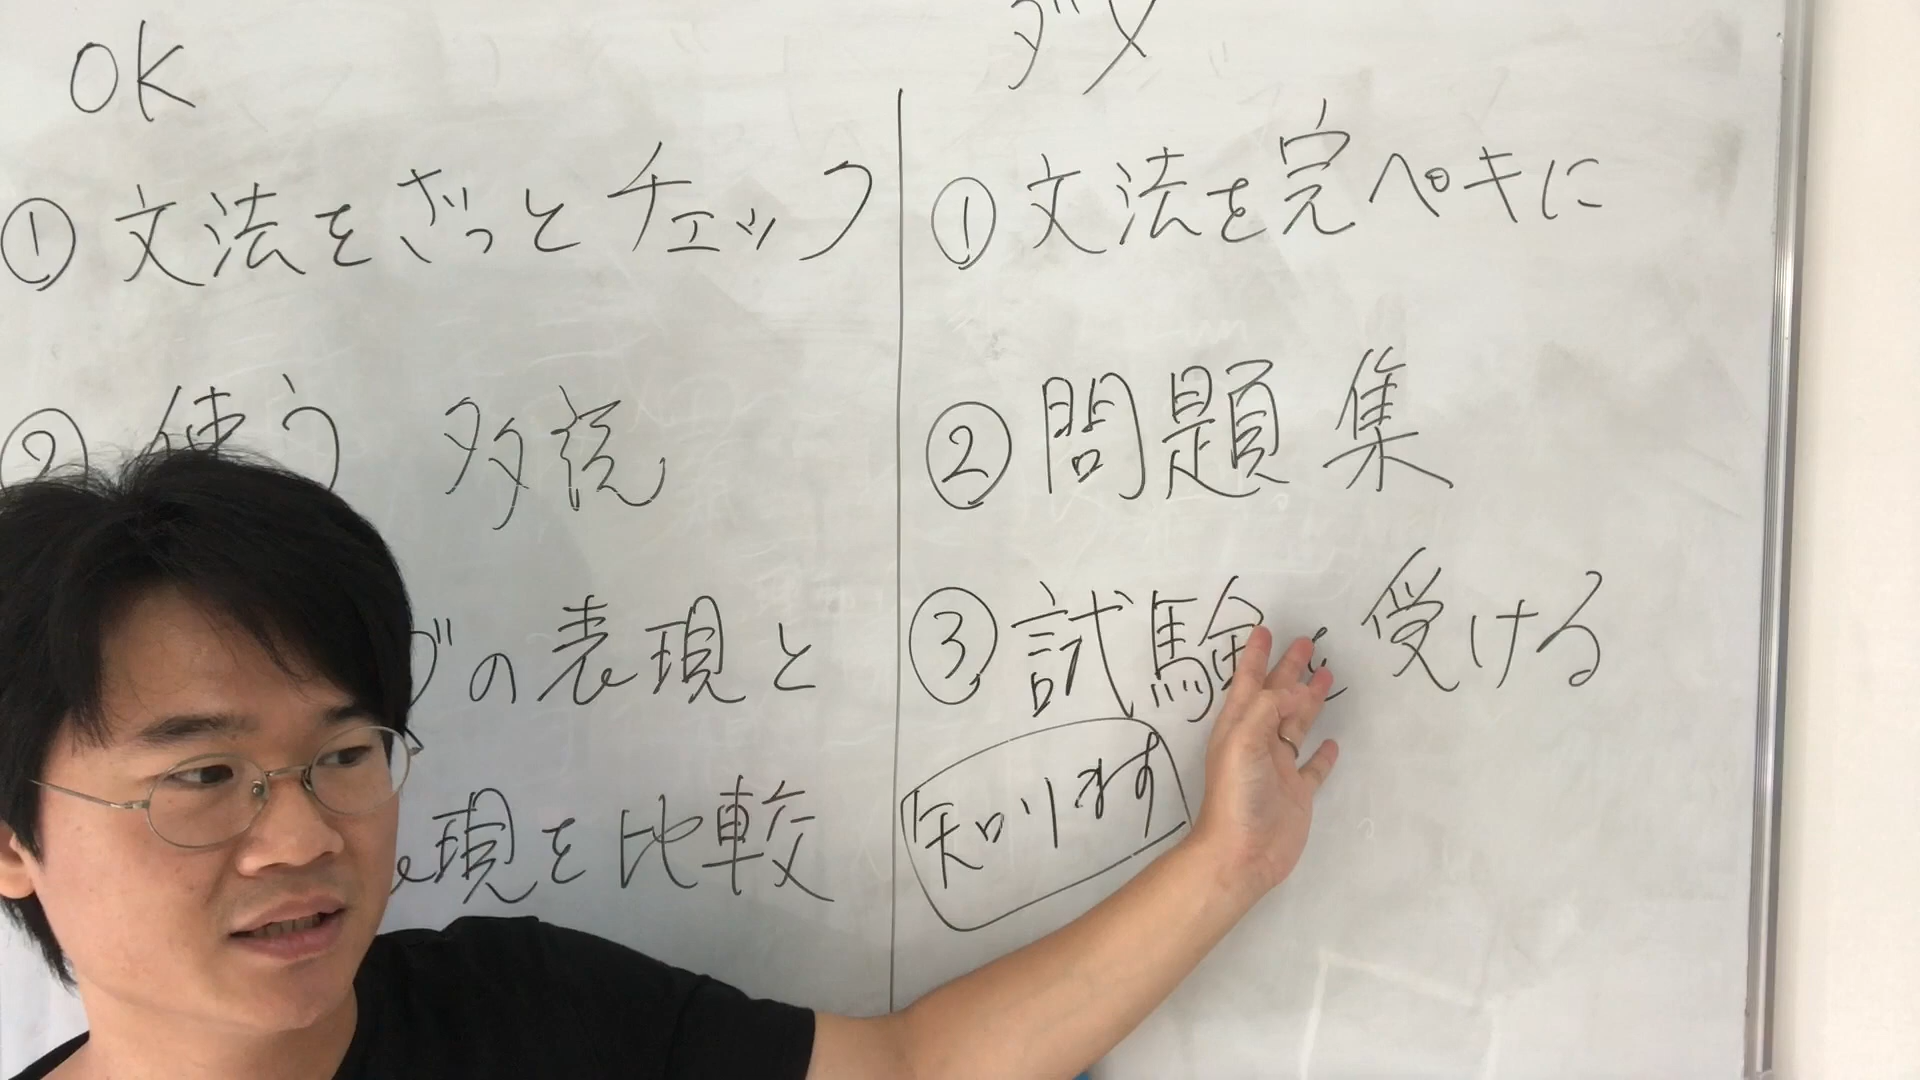 OK
① 文法をざっとチェック
② 使う 多読
の表現と
現を比較
ダメ
① 文法を完ペキに
② 問題集
③ 試験を受ける
知ります